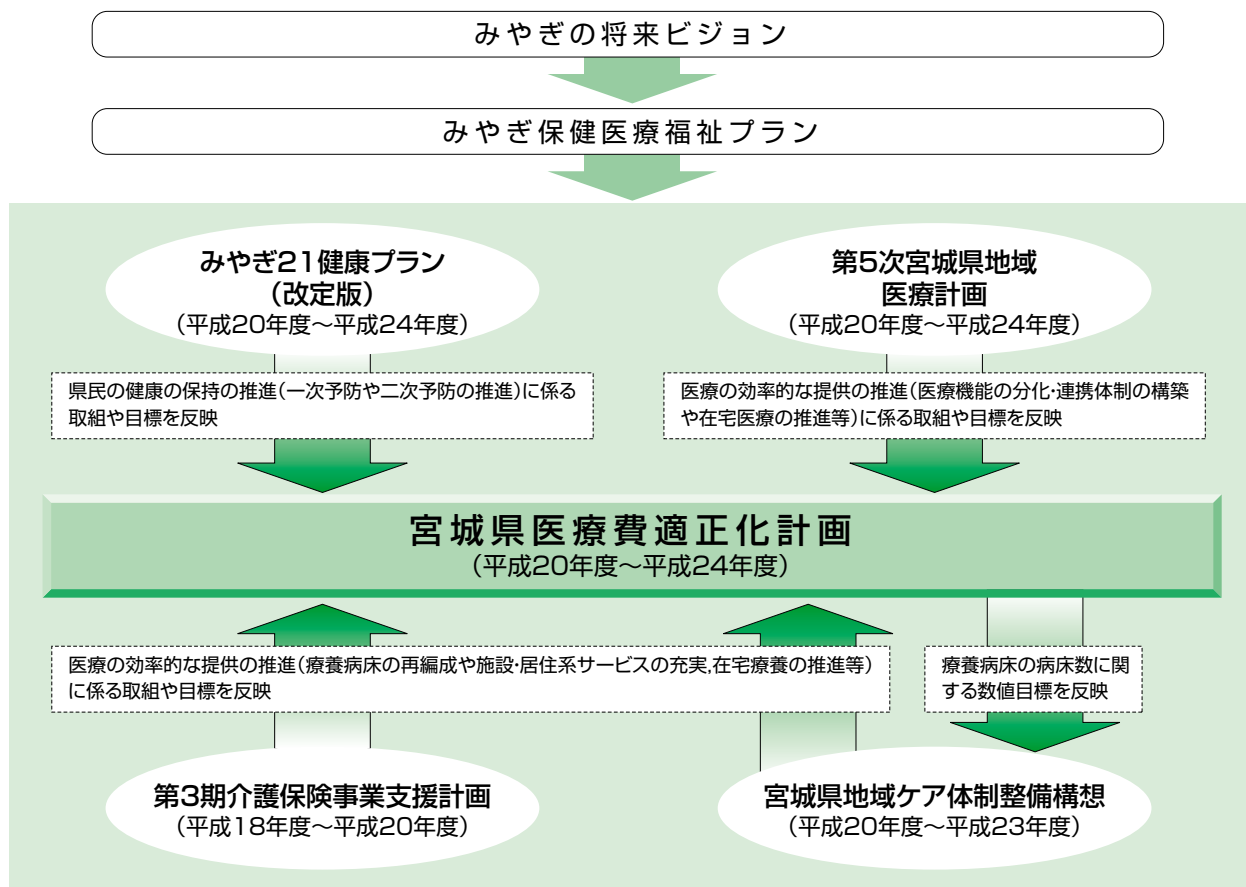 みやぎの将来ビジョン
みやぎ保健医療福祉プラン
みやぎ21健康プラン
（改定版）
（平成20年度～平成24年度）
第5次宮城県地域
医療計画
（平成20年度～平成24年度）
県民の健康の保持の推進（一次予防や二次予防の推進）に係る
取組や目標を反映
医療の効率的な提供の推進（医療機能の分化・連携体制の構築
や在宅医療の推進等）に係る取組や目標を反映
宮城県医療費適正化計画
（平成20年度～平成24年度）
医療の効率的な提供の推進（療養病床の再編成や施設・居住系サービスの充実,在宅療養の推進等）
に係る取組や目標を反映
療養病床の病床数に関
する数値目標を反映
第3期介護保険事業支援計画
（平成18年度～平成20年度）
宮城県地域ケア体制整備構想
（平成20年度～平成23年度）